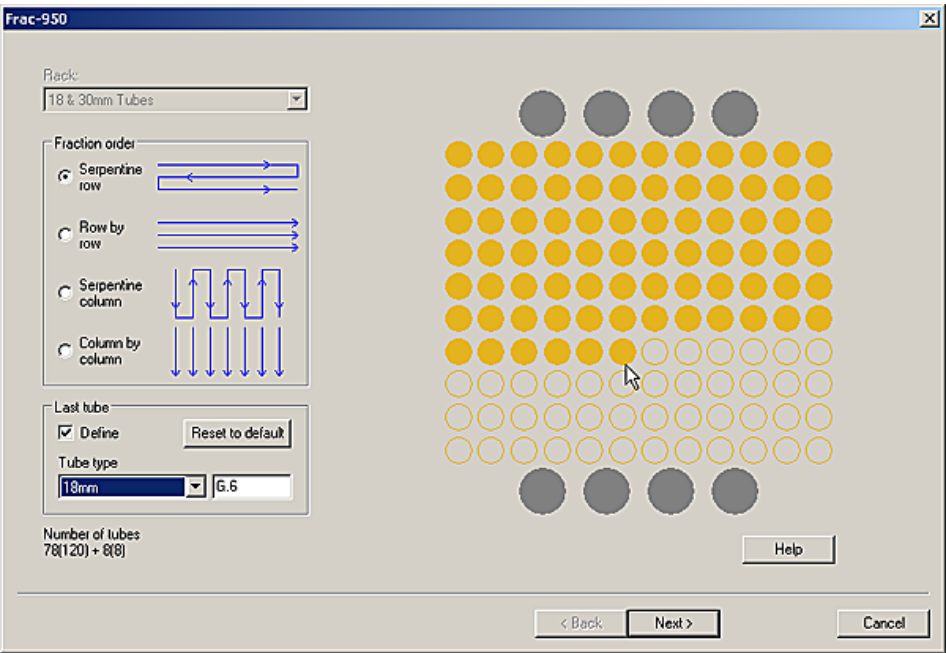 Frac-950
Rack:
18 & 30mm Tubes
Fraction order
Serpentine
row
Row by
row
Serpentine
column
Column by
column
Last tube
Define
Reset to default
Tube type
18mm
G.6
Number of tubes
78(120) + 8(8)
Help
< Back
Next >
Cancel